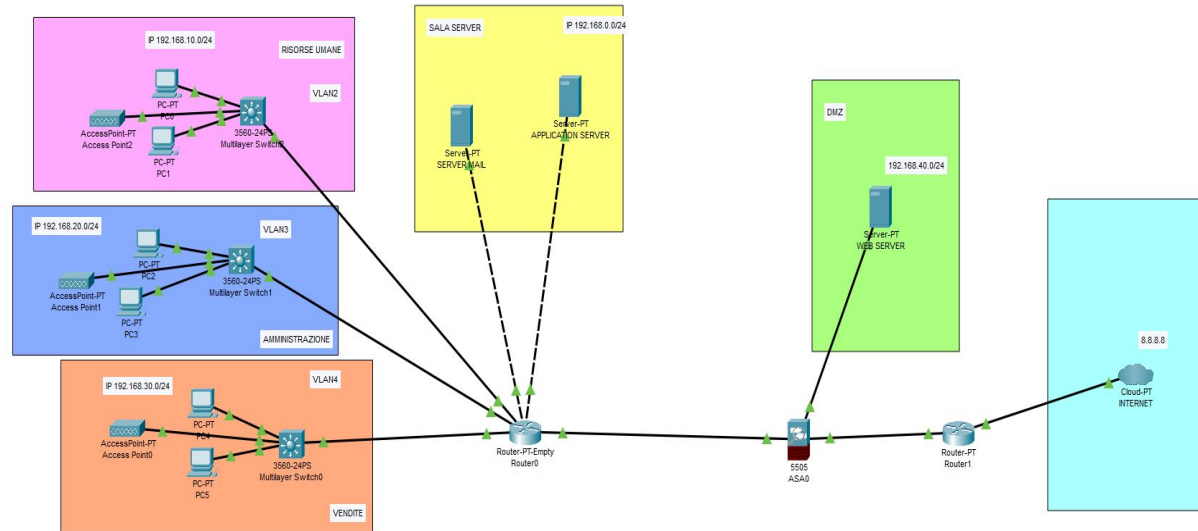 IP 192.168.10.0/24
RISORSE UMANE
VLAN2
PC-PT
PC0
AccessPoint-PT
Access Point2
PC-PT
PC1
3560-24PS
Multilayer Switch2
IP 192.168.20.0/24
VLAN3
PC-PT
PC2
AccessPoint-PT
Access Point1
PC-PT
PC3
3560-24PS
Multilayer Switch1
AMMINISTRAZIONE
VLAN4
IP 192.168.30.0/24
PC-PT
PC4
AccessPoint-PT
Access Point0
PC-PT
PC5
3560-24PS
Multilayer Switch0
VENDITE
SALA SERVER
IP 192.168.0.0/24
Server-PT
SERVER MAIL
Server-PT
APPLICATION SERVER
Router-PT-Empty
Router0
DMZ
192.168.40.0/24
Server-PT
WEB SERVER
5505
ASA0
Router-PT
Router1
8.8.8.8
Cloud-PT
INTERNET